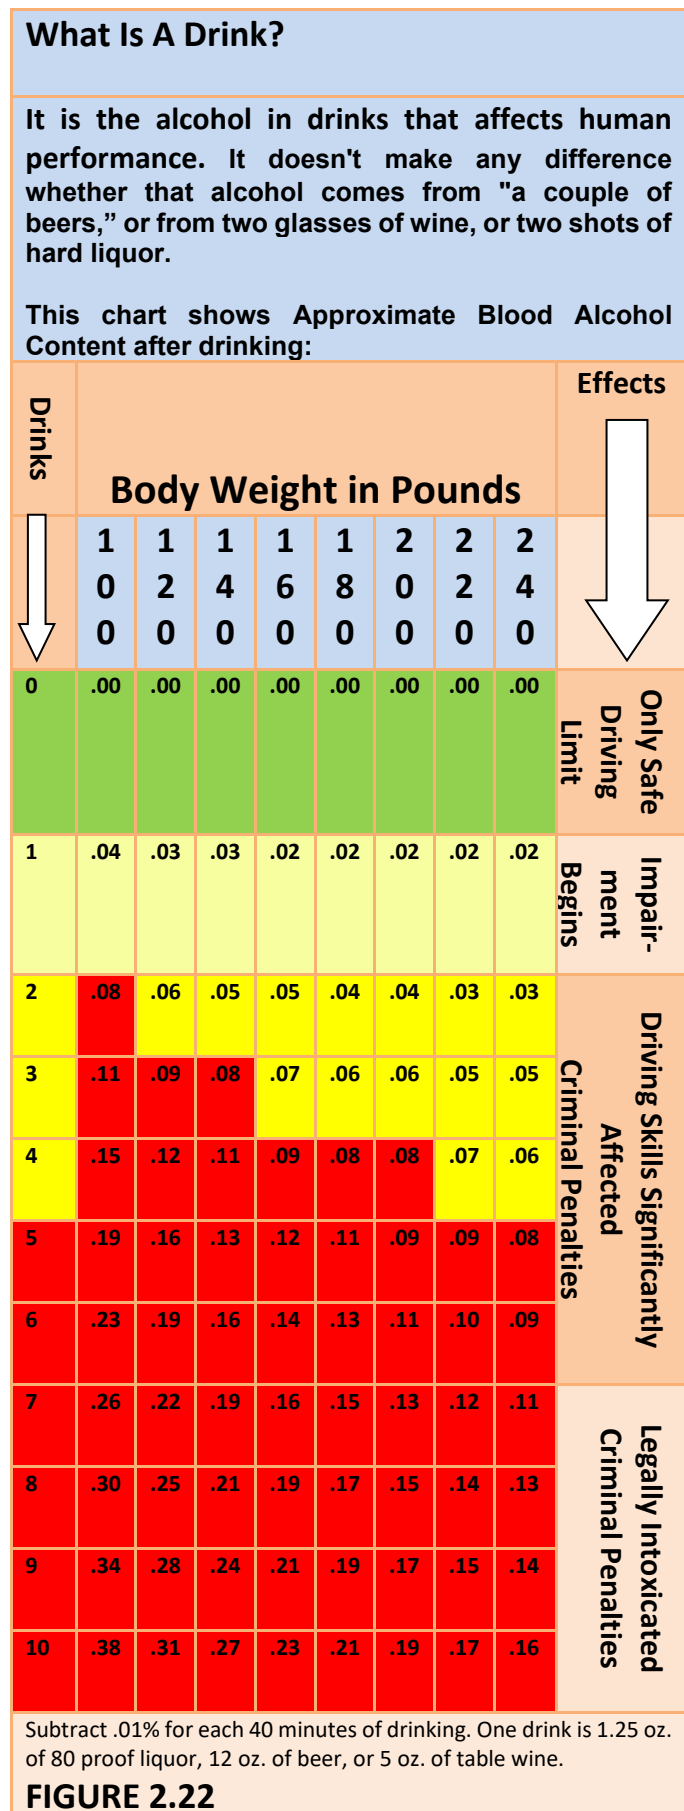 What Is A Drink?
It is the alcohol in drinks that affects human
performance. It doesn't make any difference
whether that alcohol comes from "a couple of
beers,” or from two glasses of wine, or two shots of
hard liquor.
This chart shows Approximate Blood Alcohol
Content after drinking:
Drinks
Body Weight in Pounds
Effects
100 120 140 160 180 200 220 240
0 .00 .00 .00 .00 .00 .00 .00 .00
Only Safe
Driving
Limit
1 .04 .03 .03 .02 .02 .02 .02 .02
Impair-
ment
Begins
2 .08 .06 .05 .05 .04 .04 .03 .03
3 .11 .09 .08 .07 .06 .06 .05 .05
4 .15 .12 .11 .09 .08 .08 .07 .06
5 .19 .16 .13 .12 .11 .09 .09 .08
6 .23 .19 .16 .14 .13 .11 .10 .09
Driving Skills Significantly
Affected
Criminal Penalties
7 .26 .22 .19 .16 .15 .13 .12 .11
8 .30 .25 .21 .19 .17 .15 .14 .13
9 .34 .28 .24 .21 .19 .17 .15 .14
10 .38 .31 .27 .23 .21 .19 .17 .16
Legally Intoxicated
Criminal Penalties
Subtract .01% for each 40 minutes of drinking. One drink is 1.25 oz.
of 80 proof liquor, 12 oz. of beer, or 5 oz. of table wine.
FIGURE 2.22